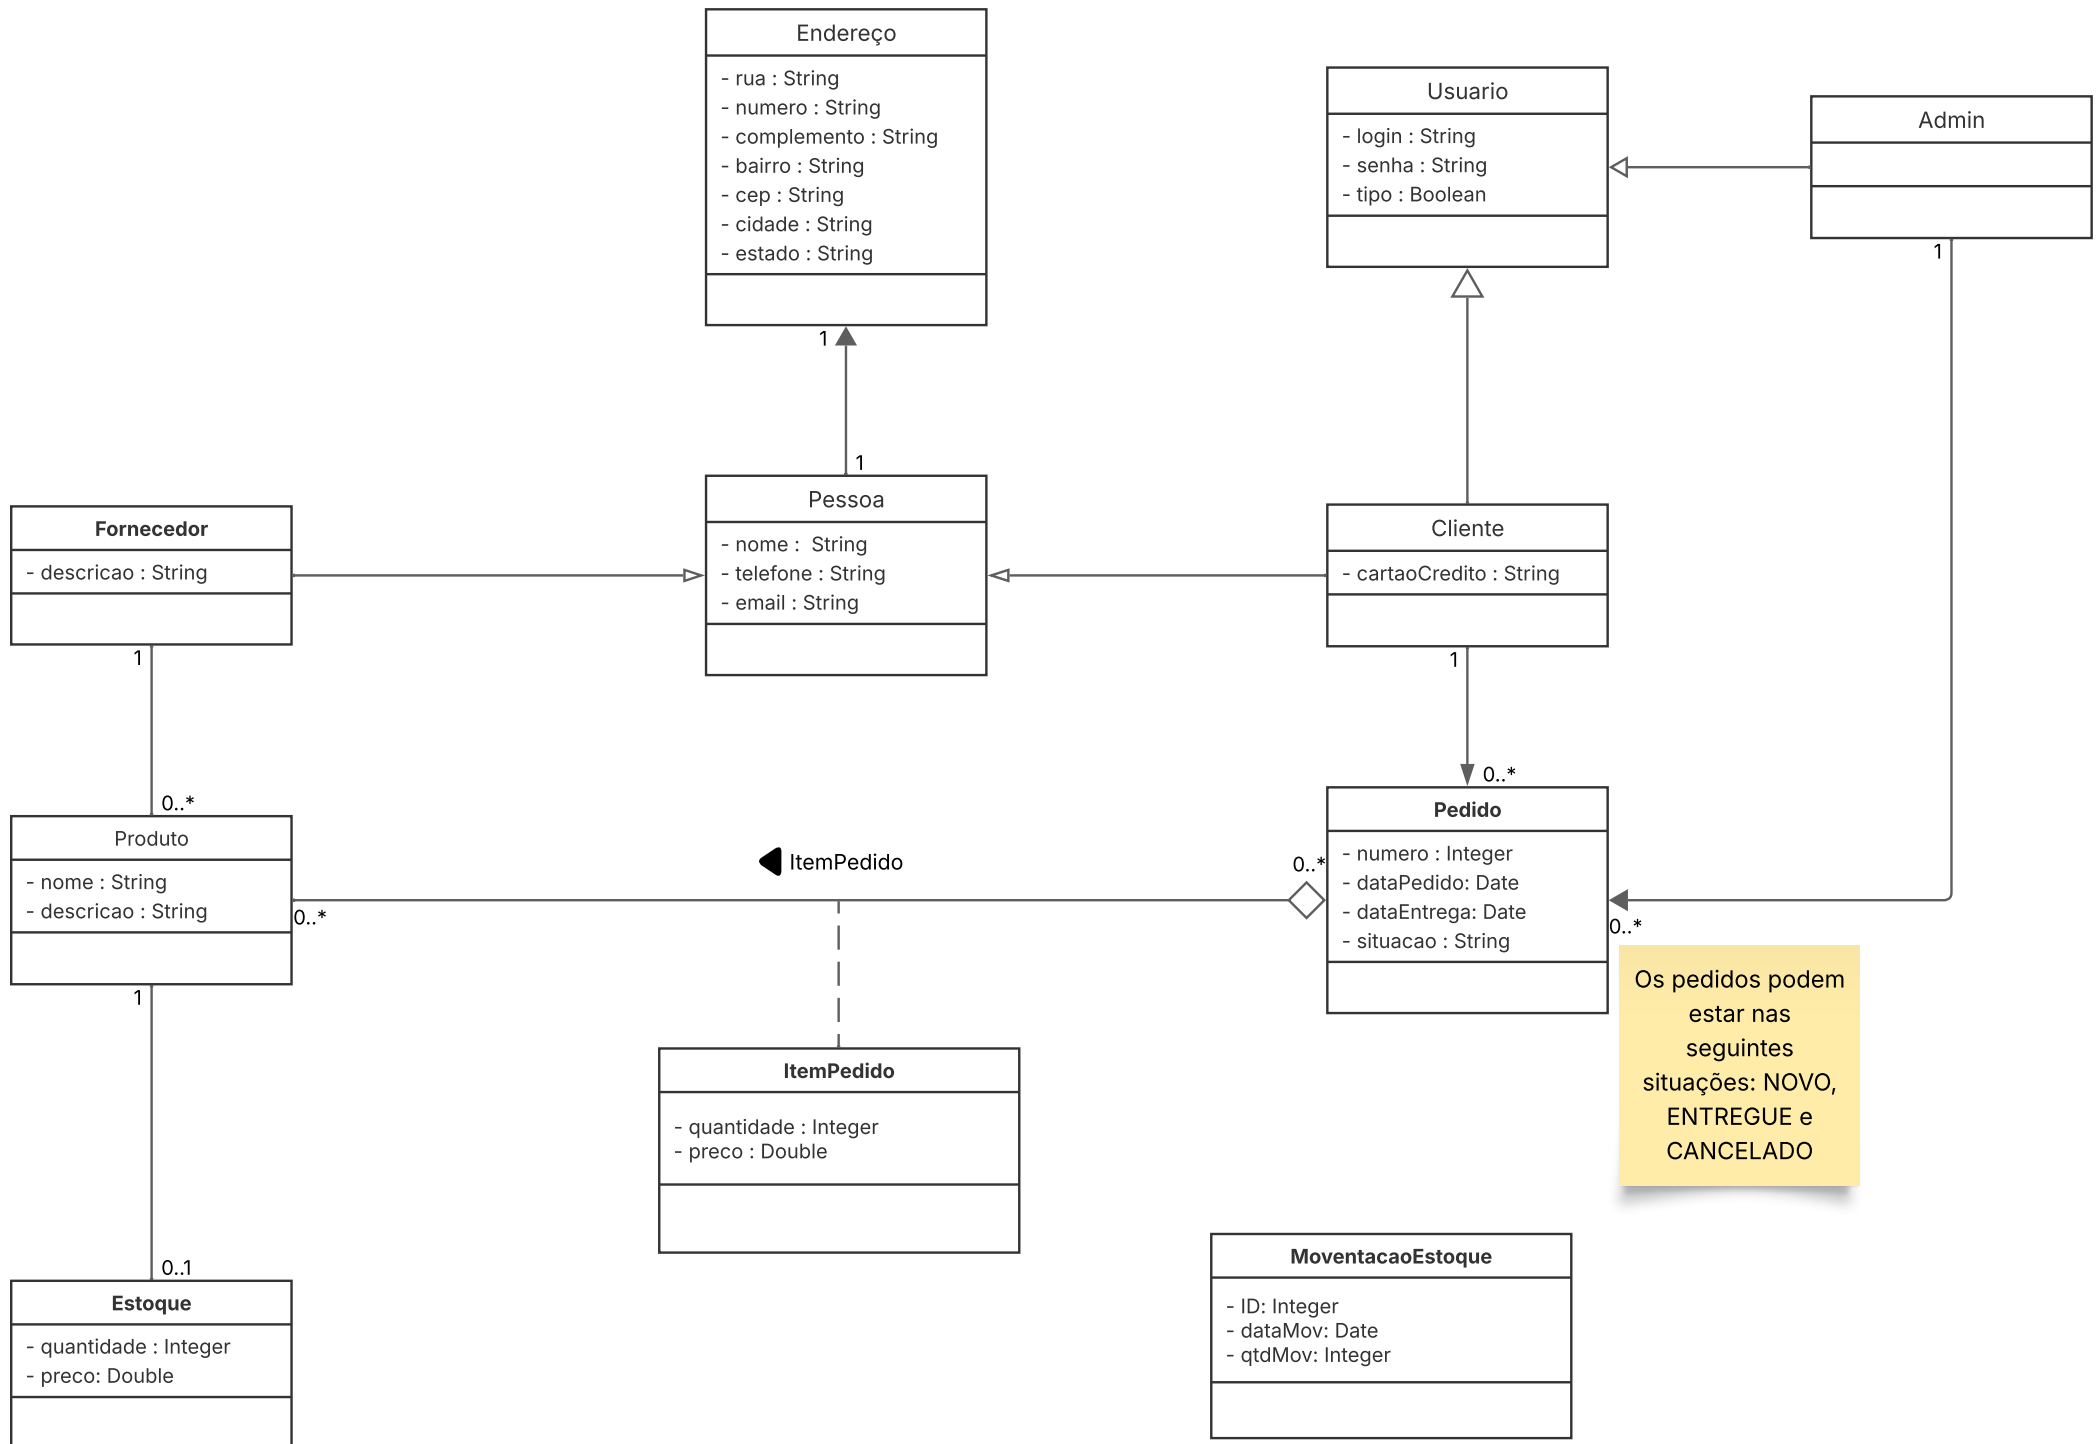 Endereço
- rua : String
- numero : String
- complemento : String
- bairro : String
- cep : String
- cidade : String
- estado : String
1
1
Usuario
- login : String
- senha : String
- tipo : Boolean
Admin
1
Fornecedor
- descricao : String
1
0..*
Pessoa
- nome :  String
- telefone : String
- email : String
Cliente
- cartaoCredito : String
1
0..*
Produto
- nome : String
- descricao : String
0..*
1
ItemPedido
0..*
Pedido
- numero : Integer
- dataPedido: Date
- dataEntrega: Date
- situacao : String
0..*
Os pedidos podem
estar nas
seguintes
situações: NOVO,
ENTREGUE e
CANCELADO
ItemPedido
- quantidade : Integer
- preco : Double
0..1
Estoque
- quantidade : Integer
- preco: Double
MoventacaoEstoque
- ID: Integer
- dataMov: Date
- qtdMov: Integer